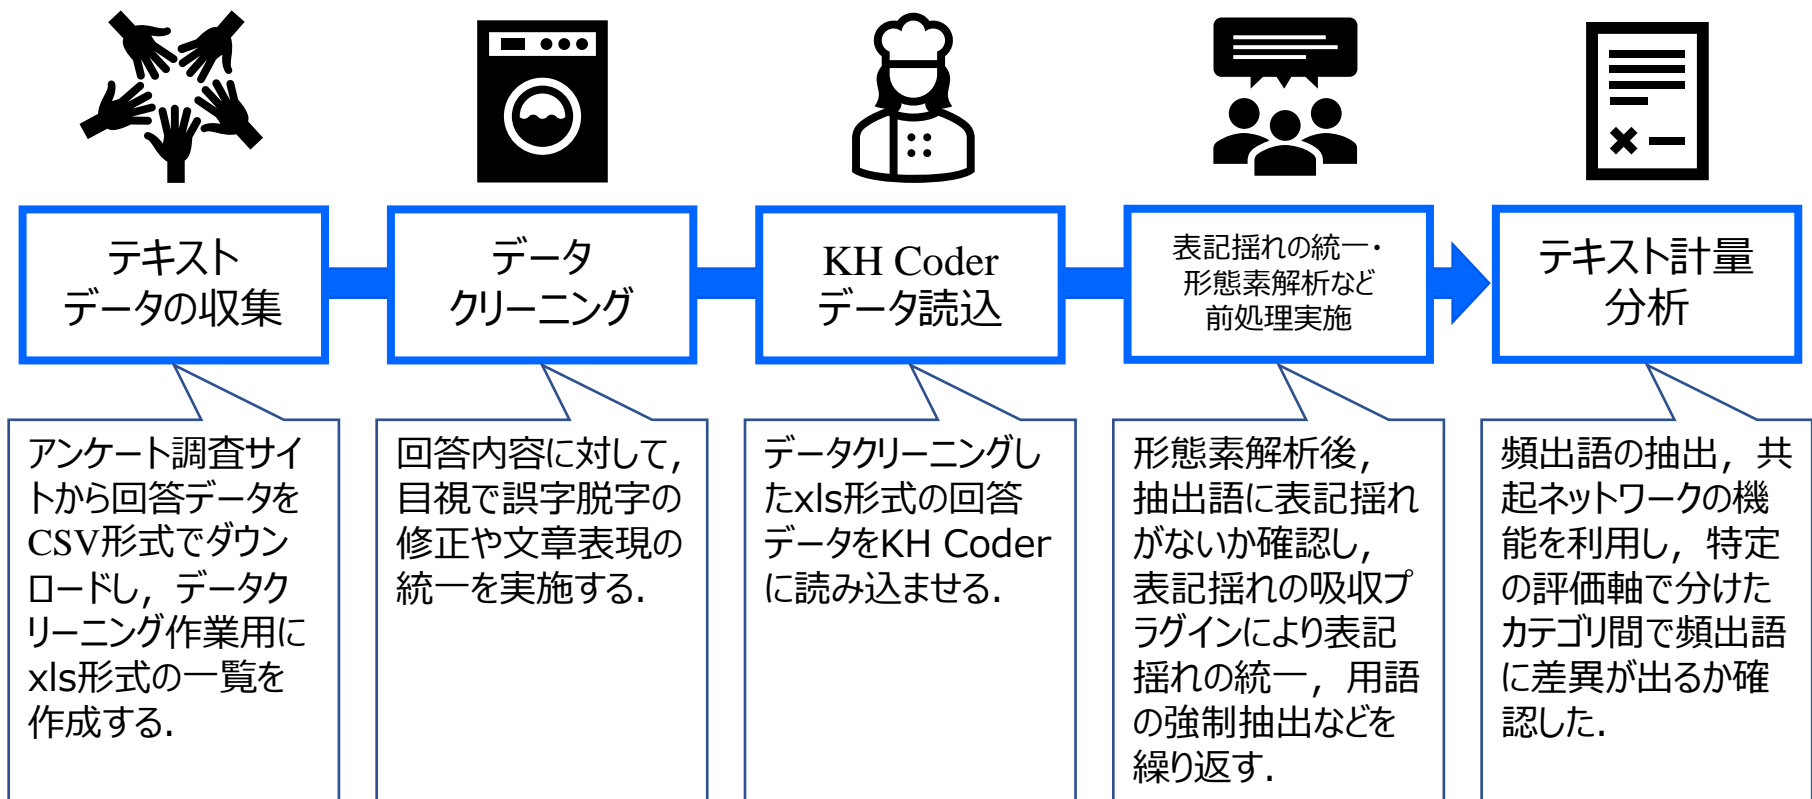 テキスト
データの収集
データ
クリーニング
KH Coder
データ読込
表記揺れの統一・
形態素解析など
前処理実施
テキスト計量
分析
アンケート調査サイ
トから回答データを
CSV形式でダウン
ロードし，データク
リーニング作業用に
xls形式の一覧を
作成する．
回答内容に対して，
目視で誤字脱字の
修正や文章表現の
統一を実施する．
データクリーニングし
たxls形式の回答
データをKH Coder
に読み込ませる．
形態素解析後，
抽出語に表記揺れ
がないか確認し，
表記揺れの吸収プ
ラグインにより表記
揺れの統一，用語
の強制抽出などを
繰り返す．
頻出語の抽出，共
起ネットワークの機
能を利用し，特定
の評価軸で分けた
カテゴリ間で頻出語
に差異が出るか確
認した．